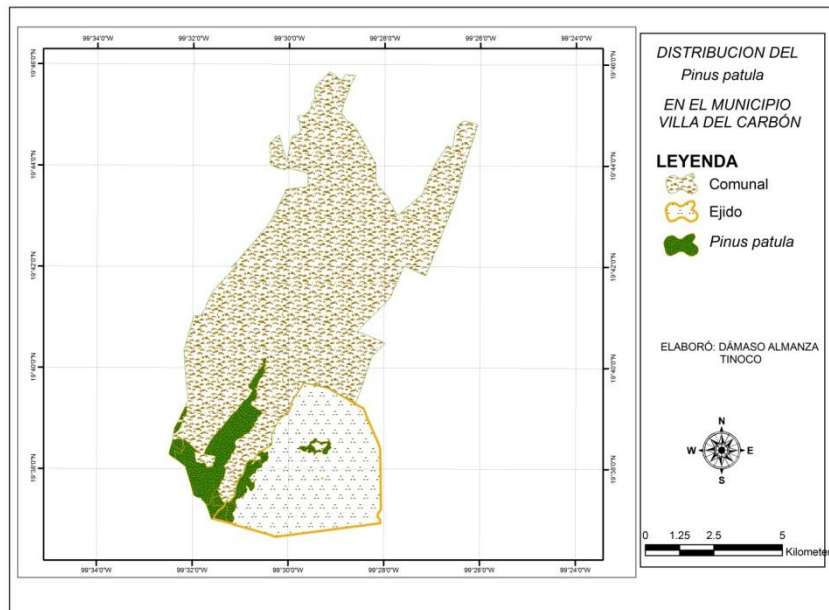 99°34'0"W 99°32'0"W 99°30'0"W 99°28'0"W 99°26'0"W 99°24'0"W
19°46'0"N 19°46'0"N
19°44'0"N 19°44'0"N
19°42'0"N 19°42'0"N
19°40'0"N 19°40'0"N
19°38'0"N 19°38'0"N
99°34'0"W 99°32'0"W 99°30'0"W 99°28'0"W 99°26'0"W 99°24'0"W
DISTRIBUCION DEL
Pinus patula
EN EL MUNICIPIO
VILLA DEL CARBÓN
LEYENDA
Comunal
Ejido
Pinus patula
ELABORÓ: DÁMASO ALMANZA
TINOCO
N
W E
S
0 1.25 2.5 5
Kilometer